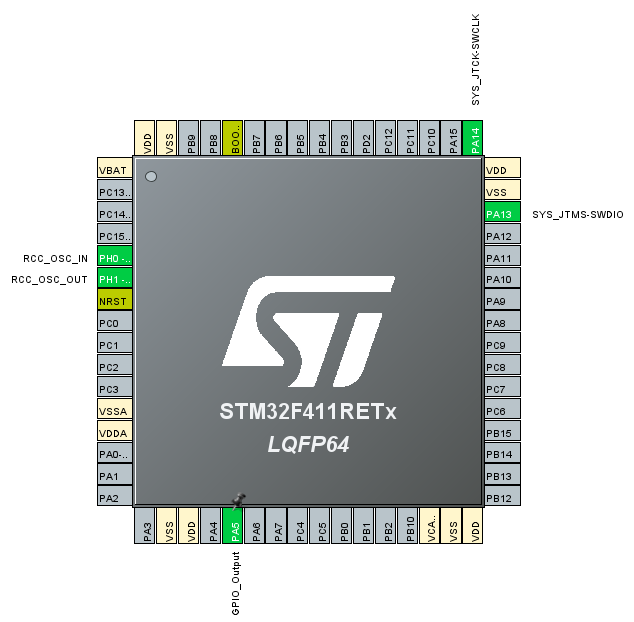 SYS_JTCK-SWCLK
VDD
VSS
PB9
PB8
BOO..
PB7
PB6
PB5
PB4
PB3
PD2
PC12
PC11
PC10
PA15
PA14
VBAT
PC13..
PC14..
PC15..
RCC_OSC_IN
PH0 -..
RCC_OSC_OUT
PH1 -..
NRST
PC0
PC1
PC2
PC3
VSSA
VDDA
PA0-..
PA1
PA2
VDD
VSS
PA13
SYS_JTMS-SWDIO
PA12
PA11
PA10
PA9
PA8
PC9
PC8
PC7
PC6
PB15
PB14
PB13
PB12
ST
STM32F411RETx
LQFP64
PA3
VSS
VDD
PA4
PA5
PA6
PA7
PC4
PC5
PB0
PB1
PB2
PB10
VCA..
VSS
VDD
GPIO_Output